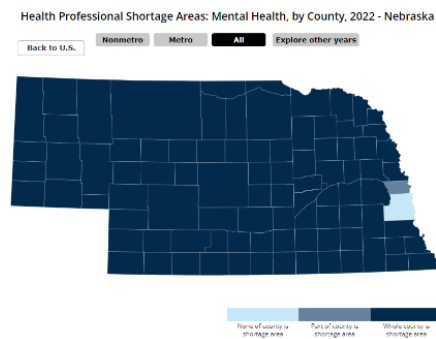 Health Professional Shortage Areas: Mental Health, by County, 2022 - Nebraska
Back to U.S.
Nonmetro
Metro
All
Explore other years
None of county is
shortage area
Part of county is
shortage area
Whole county is
shortage area